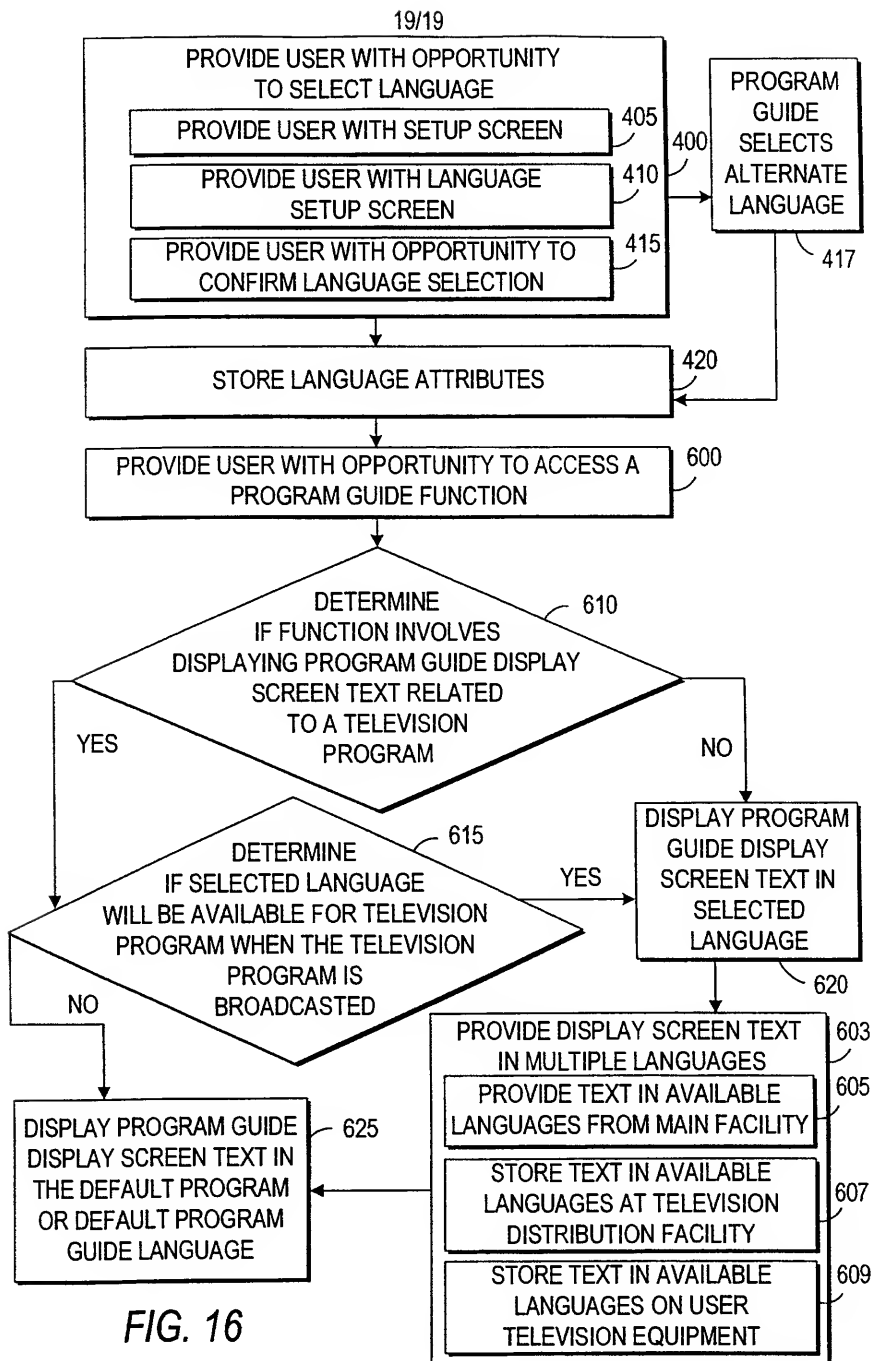 19/19
PROVIDE USER WITH OPPORTUNITY
TO SELECT LANGUAGE
PROVIDE USER WITH SETUP SCREEN
405
400
PROVIDE USER WITH LANGUAGE
SETUP SCREEN
410
PROVIDE USER WITH OPPORTUNITY TO
CONFIRM LANGUAGE SELECTION
415
PROGRAM
GUIDE
SELECTS
ALTERNATE
LANGUAGE
417
STORE LANGUAGE ATTRIBUTES
420
PROVIDE USER WITH OPPORTUNITY TO ACCESS A
PROGRAM GUIDE FUNCTION
600
DETERMINE
IF FUNCTION INVOLVES
DISPLAYING PROGRAM GUIDE DISPLAY
SCREEN TEXT RELATED
TO A TELEVISION
PROGRAM
610
YES
NO
DETERMINE
IF SELECTED LANGUAGE
WILL BE AVAILABLE FOR TELEVISION
PROGRAM WHEN THE TELEVISION
PROGRAM IS
BROADCASTED
615
YES
NO
DISPLAY PROGRAM
GUIDE DISPLAY
SCREEN TEXT IN
SELECTED
LANGUAGE
620
PROVIDE DISPLAY SCREEN TEXT
IN MULTIPLE LANGUAGES
603
PROVIDE TEXT IN AVAILABLE
LANGUAGES FROM MAIN FACILITY
605
STORE TEXT IN AVAILABLE
LANGUAGES AT TELEVISION
DISTRIBUTION FACILITY
607
STORE TEXT IN AVAILABLE
LANGUAGES ON USER
TELEVISION EQUIPMENT
609
DISPLAY PROGRAM GUIDE
DISPLAY SCREEN TEXT IN
THE DEFAULT PROGRAM
OR DEFAULT PROGRAM
GUIDE LANGUAGE
625
FIG. 16